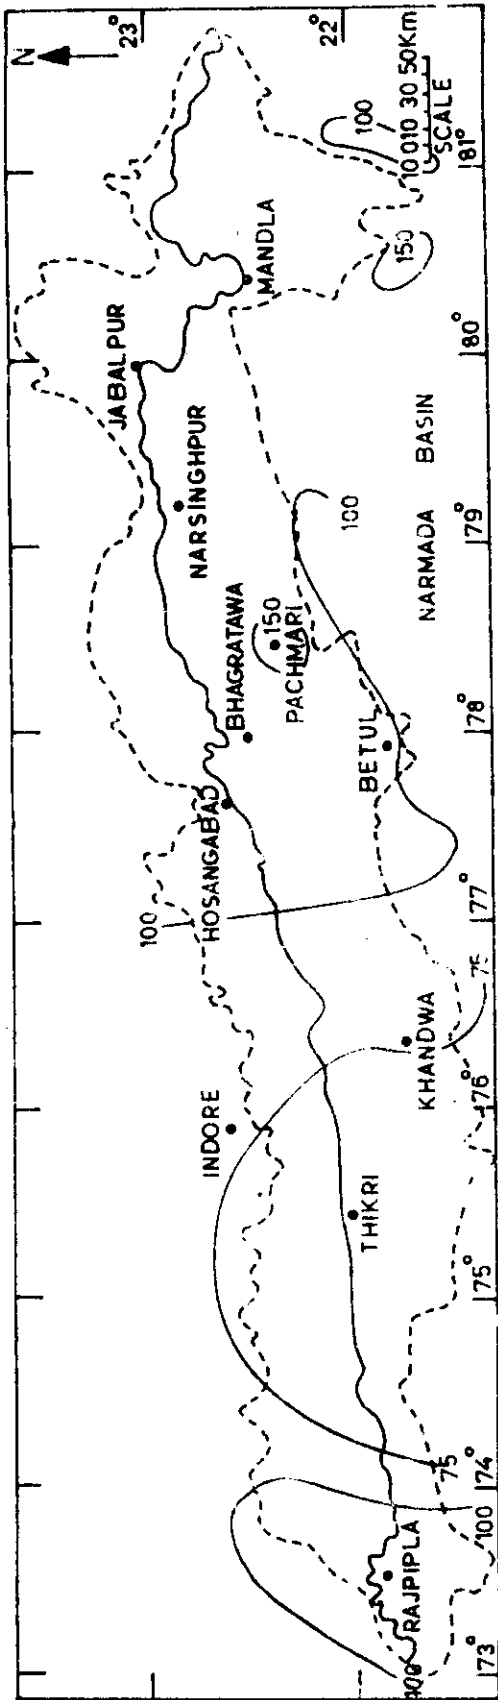 N
23°
22°
JABALPUR
MANDLA
100
150
10 0 10 30 50Km
SCALE
NARSINGHPUR
BHAGRATAWA
150
PACHMARI
100
HOSANGABAD
BETUL
100
NARMADA BASIN
INDORE
KHANDWA
75
THIKRI
75
RAJPIPLA
100
73°
74°
75°
76°
77°
78°
79°
80°
81°